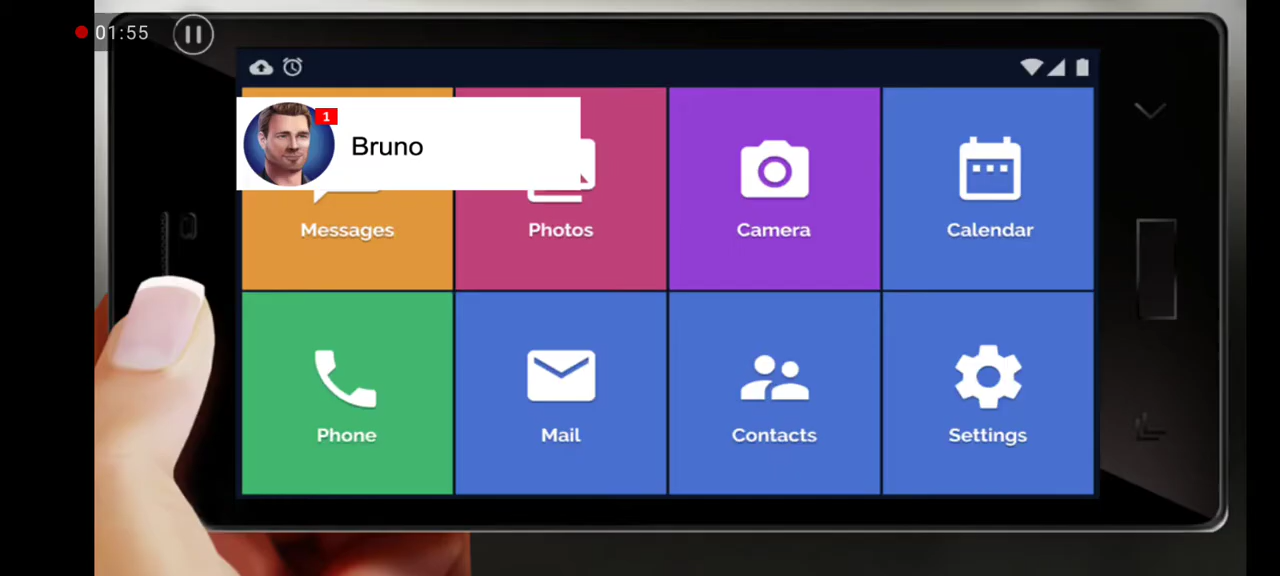 01:55
1
Bruno
Messages
Photos
Camera
Calendar
Phone
Mail
Contacts
Settings